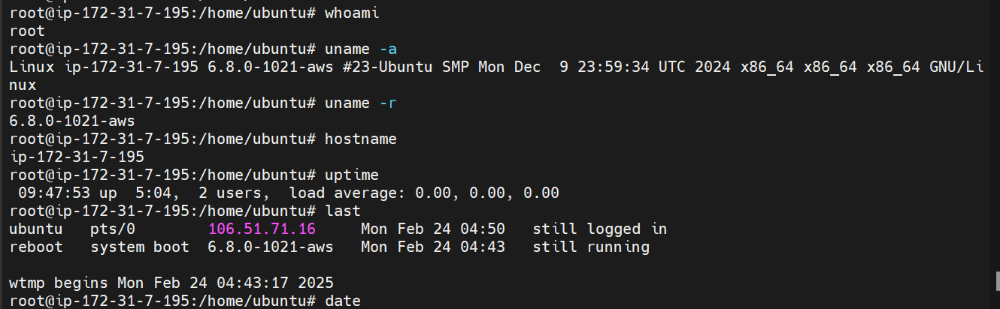 root@ip-172-31-7-195:/home/ubuntu# whoami
root
root@ip-172-31-7-195:/home/ubuntu# uname -a
Linux ip-172-31-7-195 6.8.0-1021-aws #23-Ubuntu SMP Mon Dec  9 23:59:34 UTC 2024 x86_64 x86_64 x86_64 GNU/Li
nux
root@ip-172-31-7-195:/home/ubuntu# uname -r
6.8.0-1021-aws
root@ip-172-31-7-195:/home/ubuntu# hostname
ip-172-31-7-195
root@ip-172-31-7-195:/home/ubuntu# uptime
 09:47:53 up  5:04,  2 users,  load average: 0.00, 0.00, 0.00
root@ip-172-31-7-195:/home/ubuntu# last
ubuntu   pts/0        106.51.71.16     Mon Feb 24 04:50   still logged in
reboot   system boot  6.8.0-1021-aws   Mon Feb 24 04:43   still running

wtmp begins Mon Feb 24 04:43:17 2025
root@ip-172-31-7-195:/home/ubuntu# date